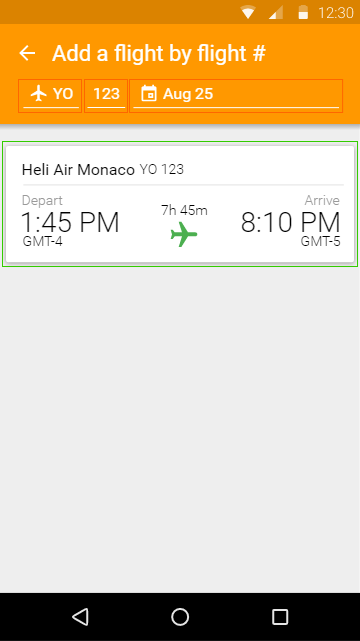 12:30
Add a flight by flight #
YO 123 Aug 25
Heli Air Monaco YO 123
Depart Arrive
7h 45m
1:45 PM 8:10 PM
GMT-4 GMT-5